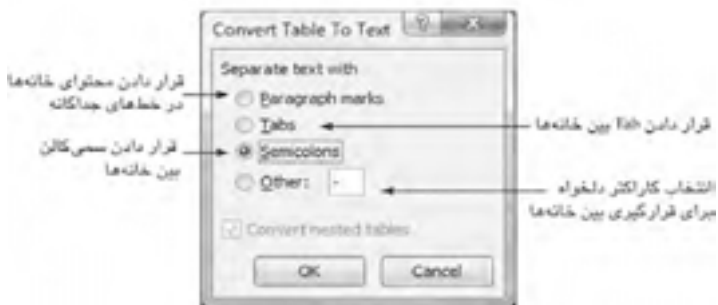 Convert Table To Text
Separate text with
قرار دادن محتوای خانه‌ها
در خط‌های جداگانه
Paragraph marks
Tabs
قرار دادن Tab بین خانه‌ها
قرار دادن سمی‌کالن
بین خانه‌ها
Semicolons
Other: -
انتخاب کاراکتر دلخواه
برای قرارگیری بین خانه‌ها
Convert nested tables
OK
Cancel